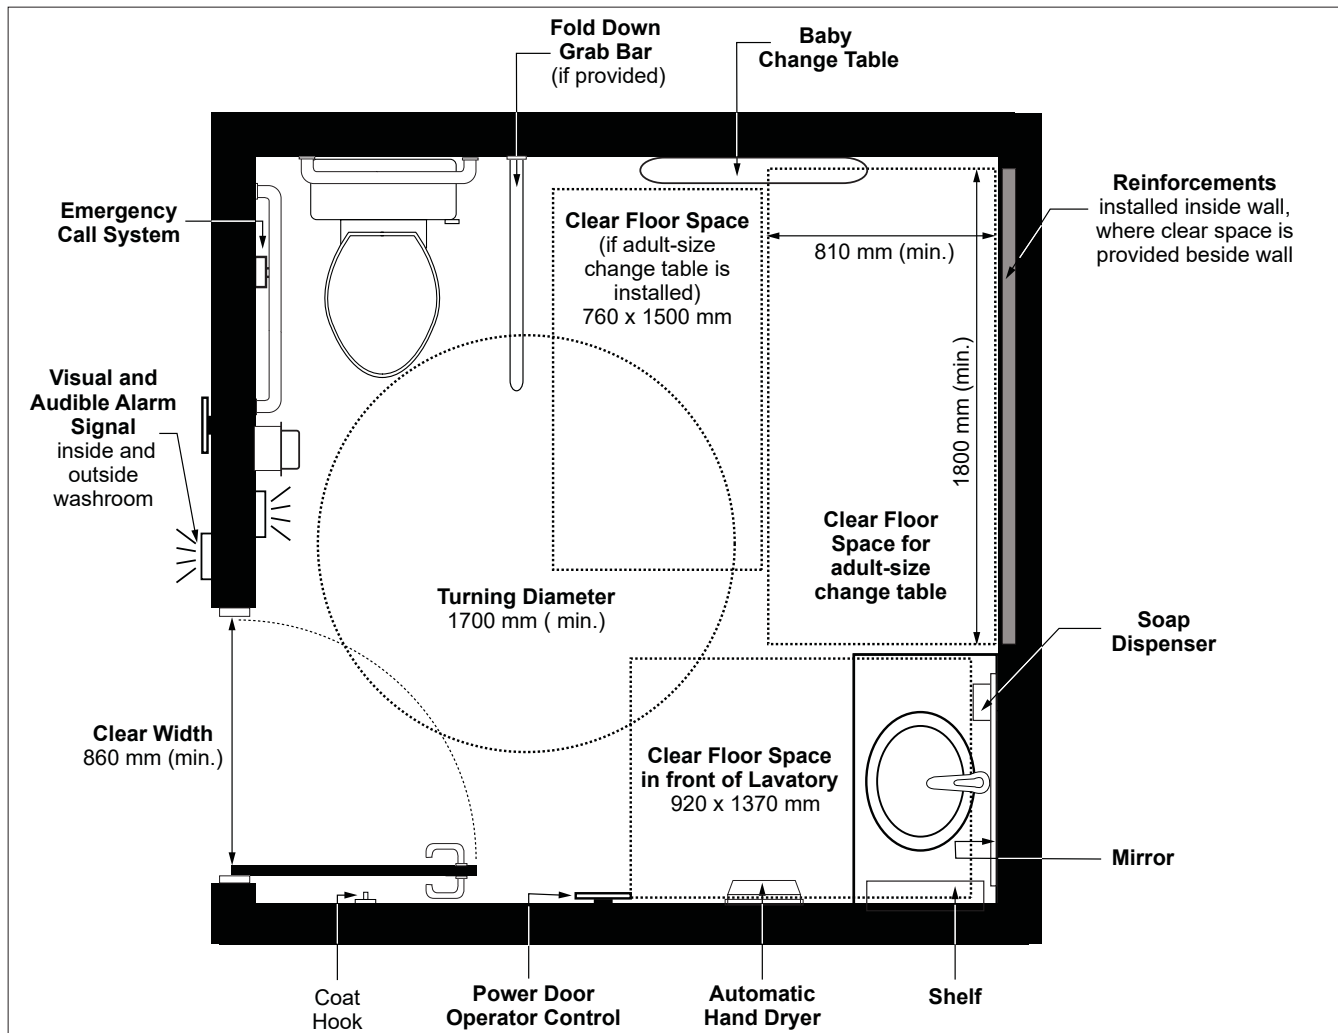 Fold Down
Grab Bar
(if provided)
Baby
Change Table
Emergency
Call System
Clear Floor Space
(if adult-size
change table is
installed)
760 x 1500 mm
810 mm (min.)
Reinforcements
installed inside wall,
where clear space is
provided beside wall
Visual and
Audible Alarm
Signal
inside and
outside
washroom
1800 mm (min.)
Clear Floor
Space for
adult-size
change table
Turning Diameter
1700 mm ( min.)
Soap
Dispenser
Clear Width
860 mm (min.)
Clear Floor Space
in front of Lavatory
920 x 1370 mm
Mirror
Coat
Hook
Power Door
Operator Control
Automatic
Hand Dryer
Shelf